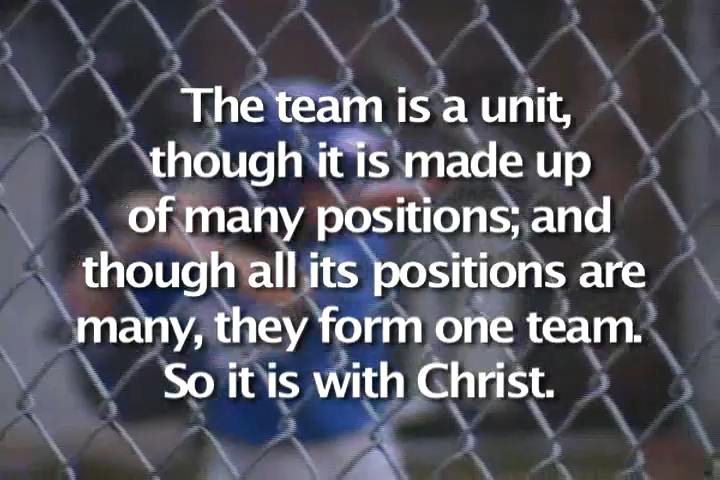 The team is a unit,
though it is made up
of many positions; and
though all its positions are
many, they form one team.
So it is with Christ.